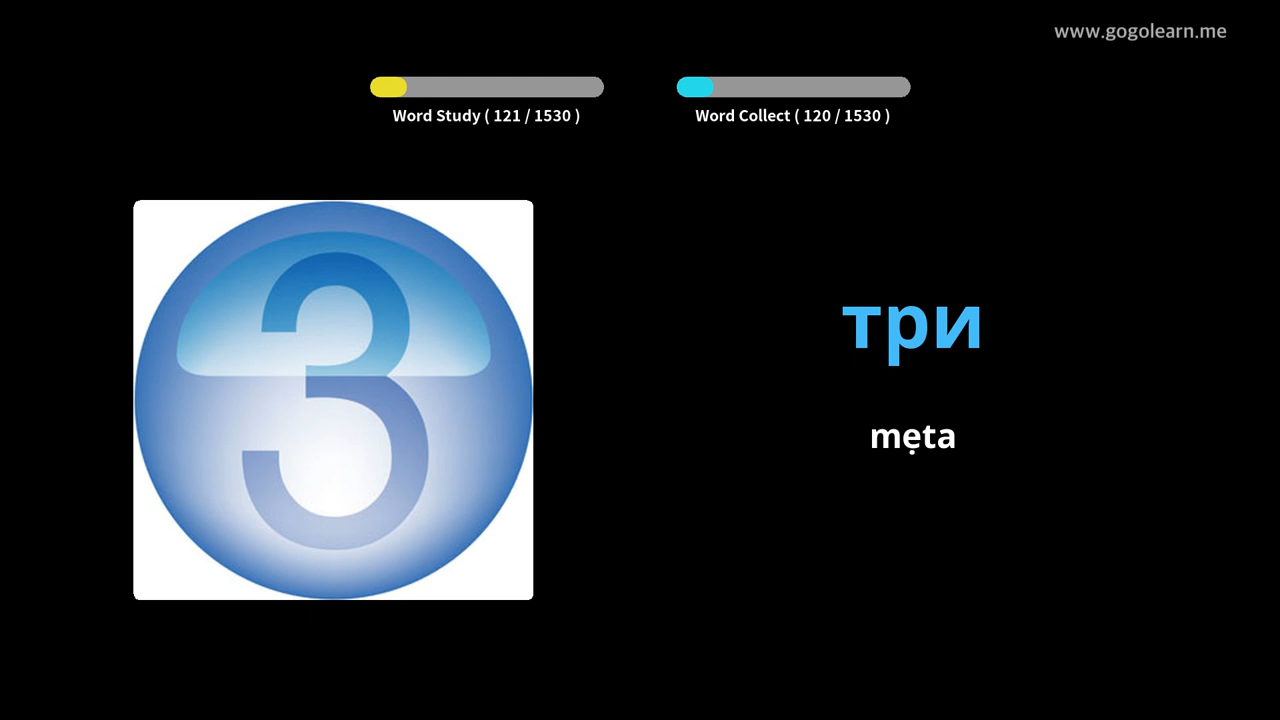 www.gogolearn.me
Word Study ( 121 / 1530 )
Word Collect ( 120 / 1530 )
3
три
mẹta